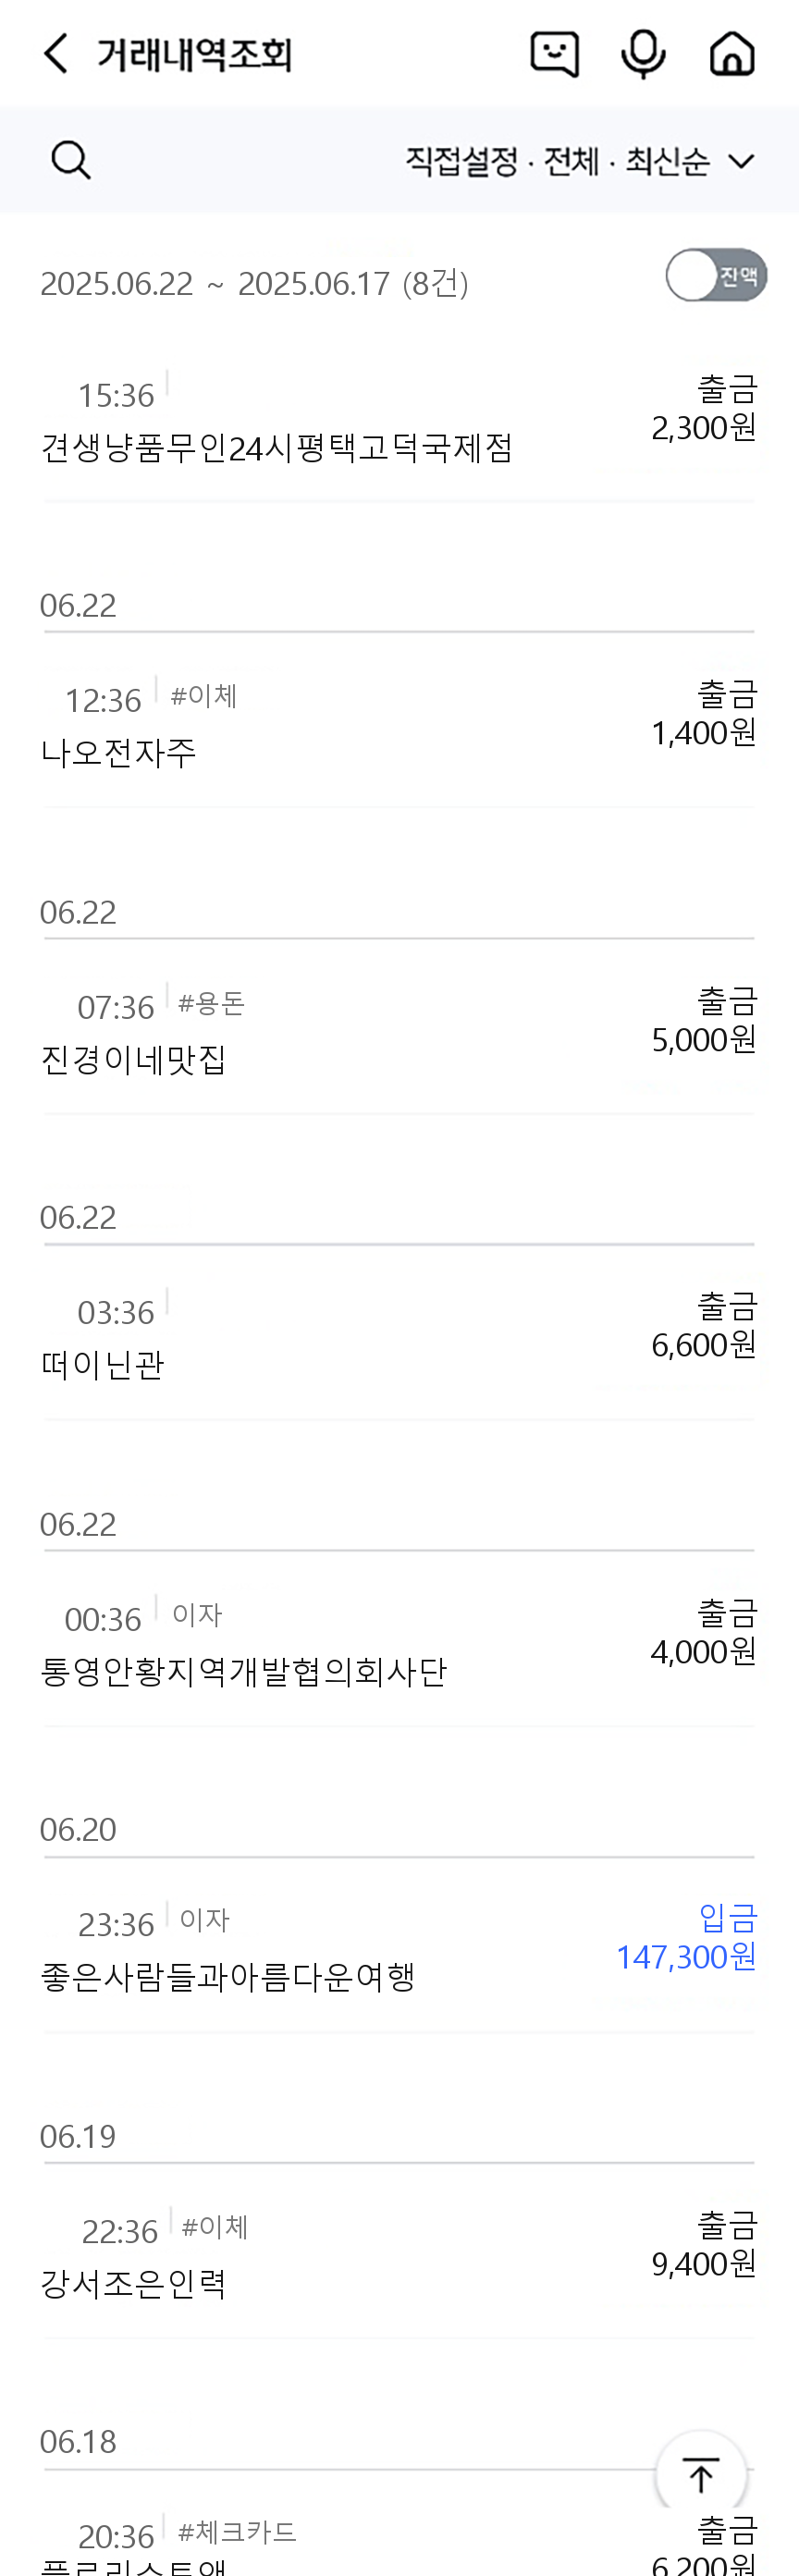 거래내역조회
직접설정 · 전체 · 최신순
2025.06.22 ~ 2025.06.17 (8건)
잔액
15:36
출금
견생냥품무인24시평택고덕국제점
2,300원
06.22
12:36 #이체
출금
나오전자주
1,400원
06.22
07:36 #용돈
출금
진경이네맛집
5,000원
06.22
03:36
출금
떠이닌관
6,600원
06.22
00:36 이자
출금
통영안황지역개발협의회사단
4,000원
06.20
23:36 이자
입금
좋은사람들과아름다운여행
147,300원
06.19
22:36 #이체
출금
강서조은인력
9,400원
06.18
20:36 #체크카드
출금
6,200원